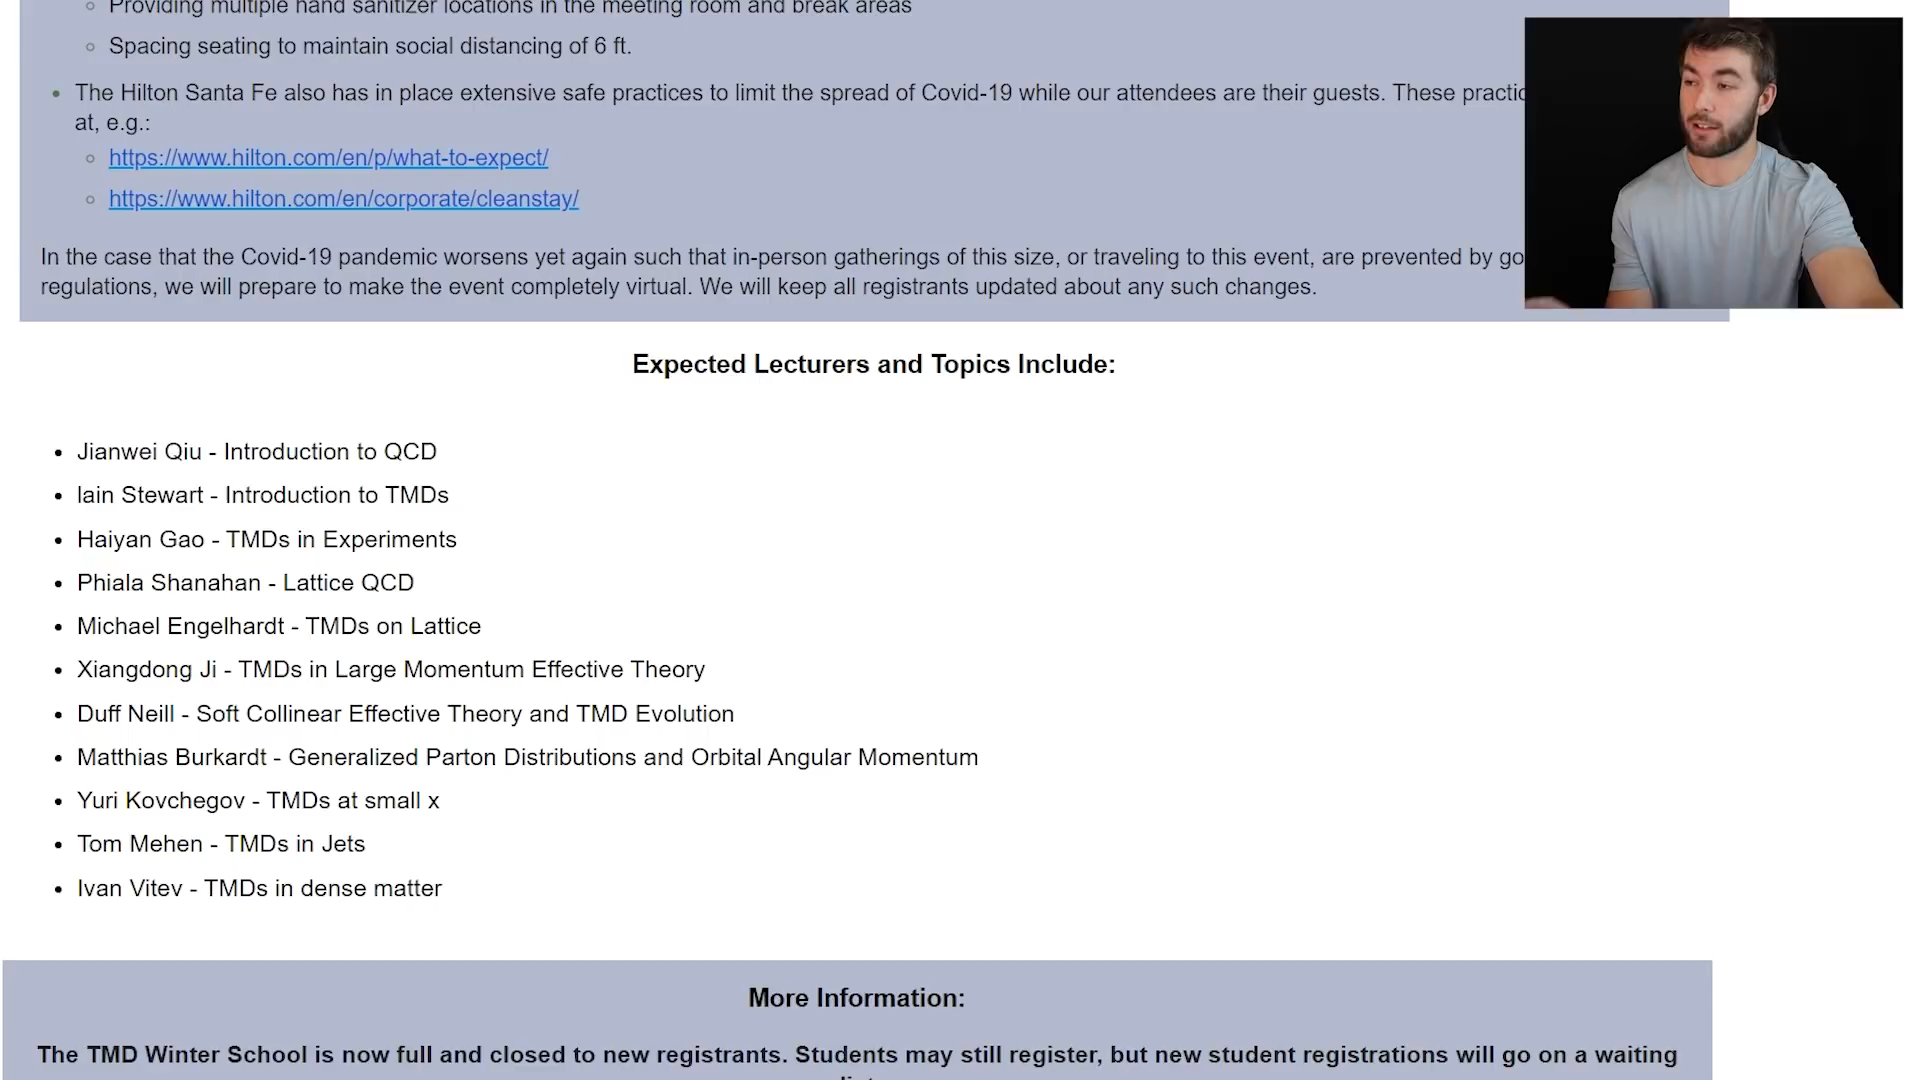 Providing multiple hand sanitizer locations in the meeting room and break areas
Spacing seating to maintain social distancing of 6 ft.
The Hilton Santa Fe also has in place extensive safe practices to limit the spread of Covid-19 while our attendees are their guests. These
at, e.g.:
https://www.hilton.com/en/p/what-to-expect/
https://www.hilton.com/en/corporate/cleanstay/
In the case that the Covid-19 pandemic worsens yet again such that in-person gatherings of this size, or traveling to this event, are prevented by
regulations, we will prepare to make the event completely virtual. We will keep all registrants updated about any such changes.
Expected Lecturers and Topics Include:
Jianwei Qiu - Introduction to QCD
Iain Stewart - Introduction to TMDs
Haiyan Gao - TMDs in Experiments
Phiala Shanahan - Lattice QCD
Michael Engelhardt - TMDs on Lattice
Xiangdong Ji - TMDs in Large Momentum Effective Theory
Duff Neill - Soft Collinear Effective Theory and TMD Evolution
Matthias Burkardt - Generalized Parton Distributions and Orbital Angular Momentum
Yuri Kovchegov - TMDs at small x
Tom Mehen - TMDs in Jets
Ivan Vitev - TMDs in dense matter
More Information:
The TMD Winter School is now full and closed to new registrants. Students may still register, but new student registrations will go on a waiting